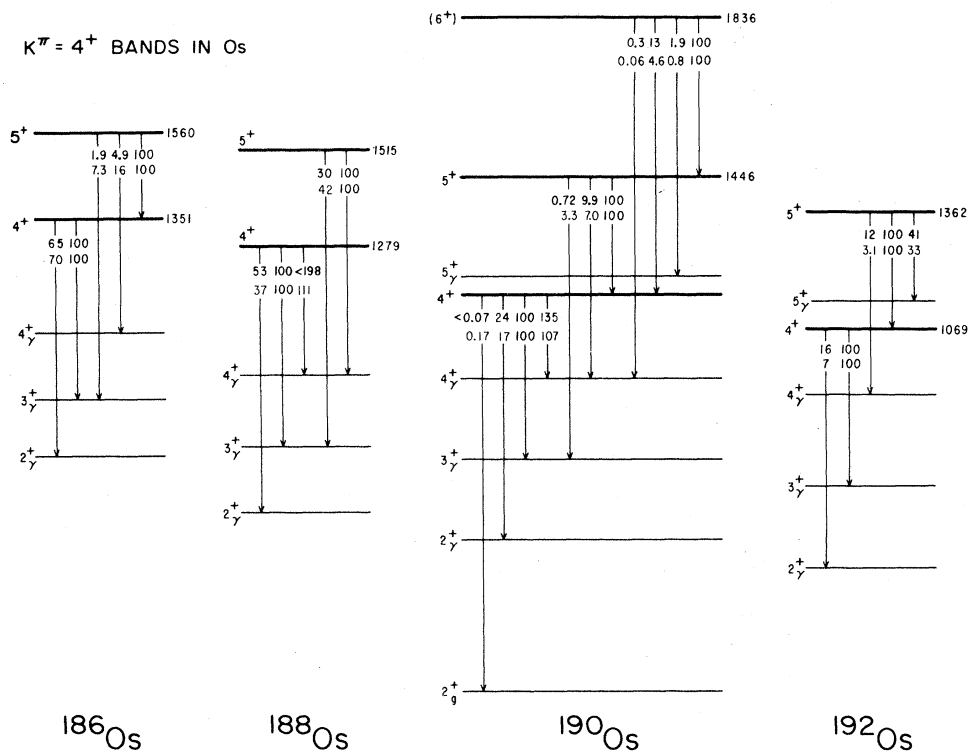 K^π = 4⁺ BANDS IN Os
(6⁺) 1836
0.3 13 1.9 100
0.06 4.6 0.8 100
5⁺ 1560
1.9 4.9 100
7.3 16 100
4⁺ 1351
65 100
70 100
4⁺γ
3⁺γ
2⁺γ
186Os
5⁺ 1515
30 100
42 100
4⁺ 1279
53 100 <198
37 100 111
4⁺γ
3⁺γ
2⁺γ
188Os
5⁺ 1446
0.72 9.9 100
3.3 7.0 100
5⁺γ
4⁺
<0.07 24 100 135
0.17 17 100 107
4⁺γ
3⁺γ
2⁺γ
2⁺g
190Os
5⁺ 1362
12 100 41
3.1 100 33
5⁺γ
4⁺ 1069
16 100
7 100
4⁺γ
3⁺γ
2⁺γ
192Os